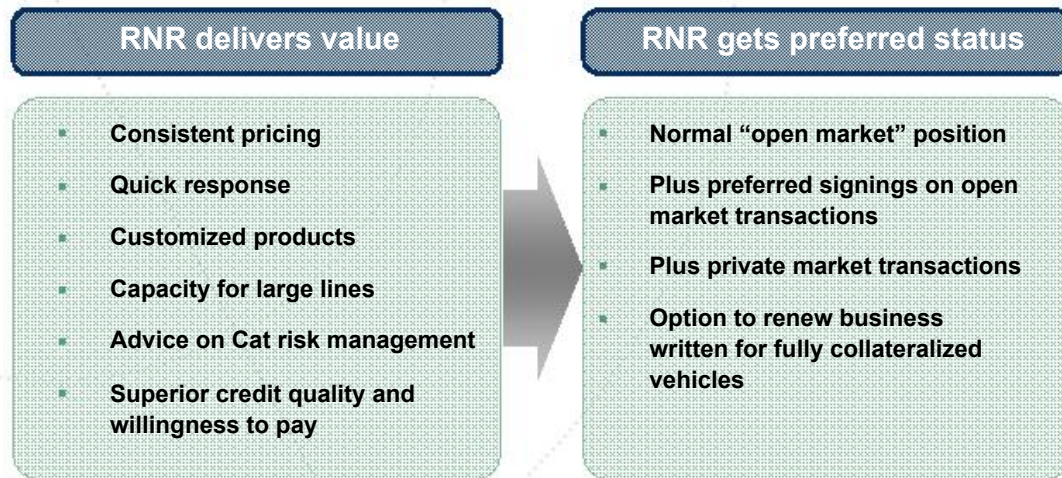 RNR delivers value
▪ Consistent pricing
▪ Quick response
▪ Customized products
▪ Capacity for large lines
▪ Advice on Cat risk management
▪ Superior credit quality and
willingness to pay
RNR gets preferred status
▪ Normal “open market” position
▪ Plus preferred signings on open
market transactions
▪ Plus private market transactions
▪ Option to renew business
written for fully collateralized
vehicles